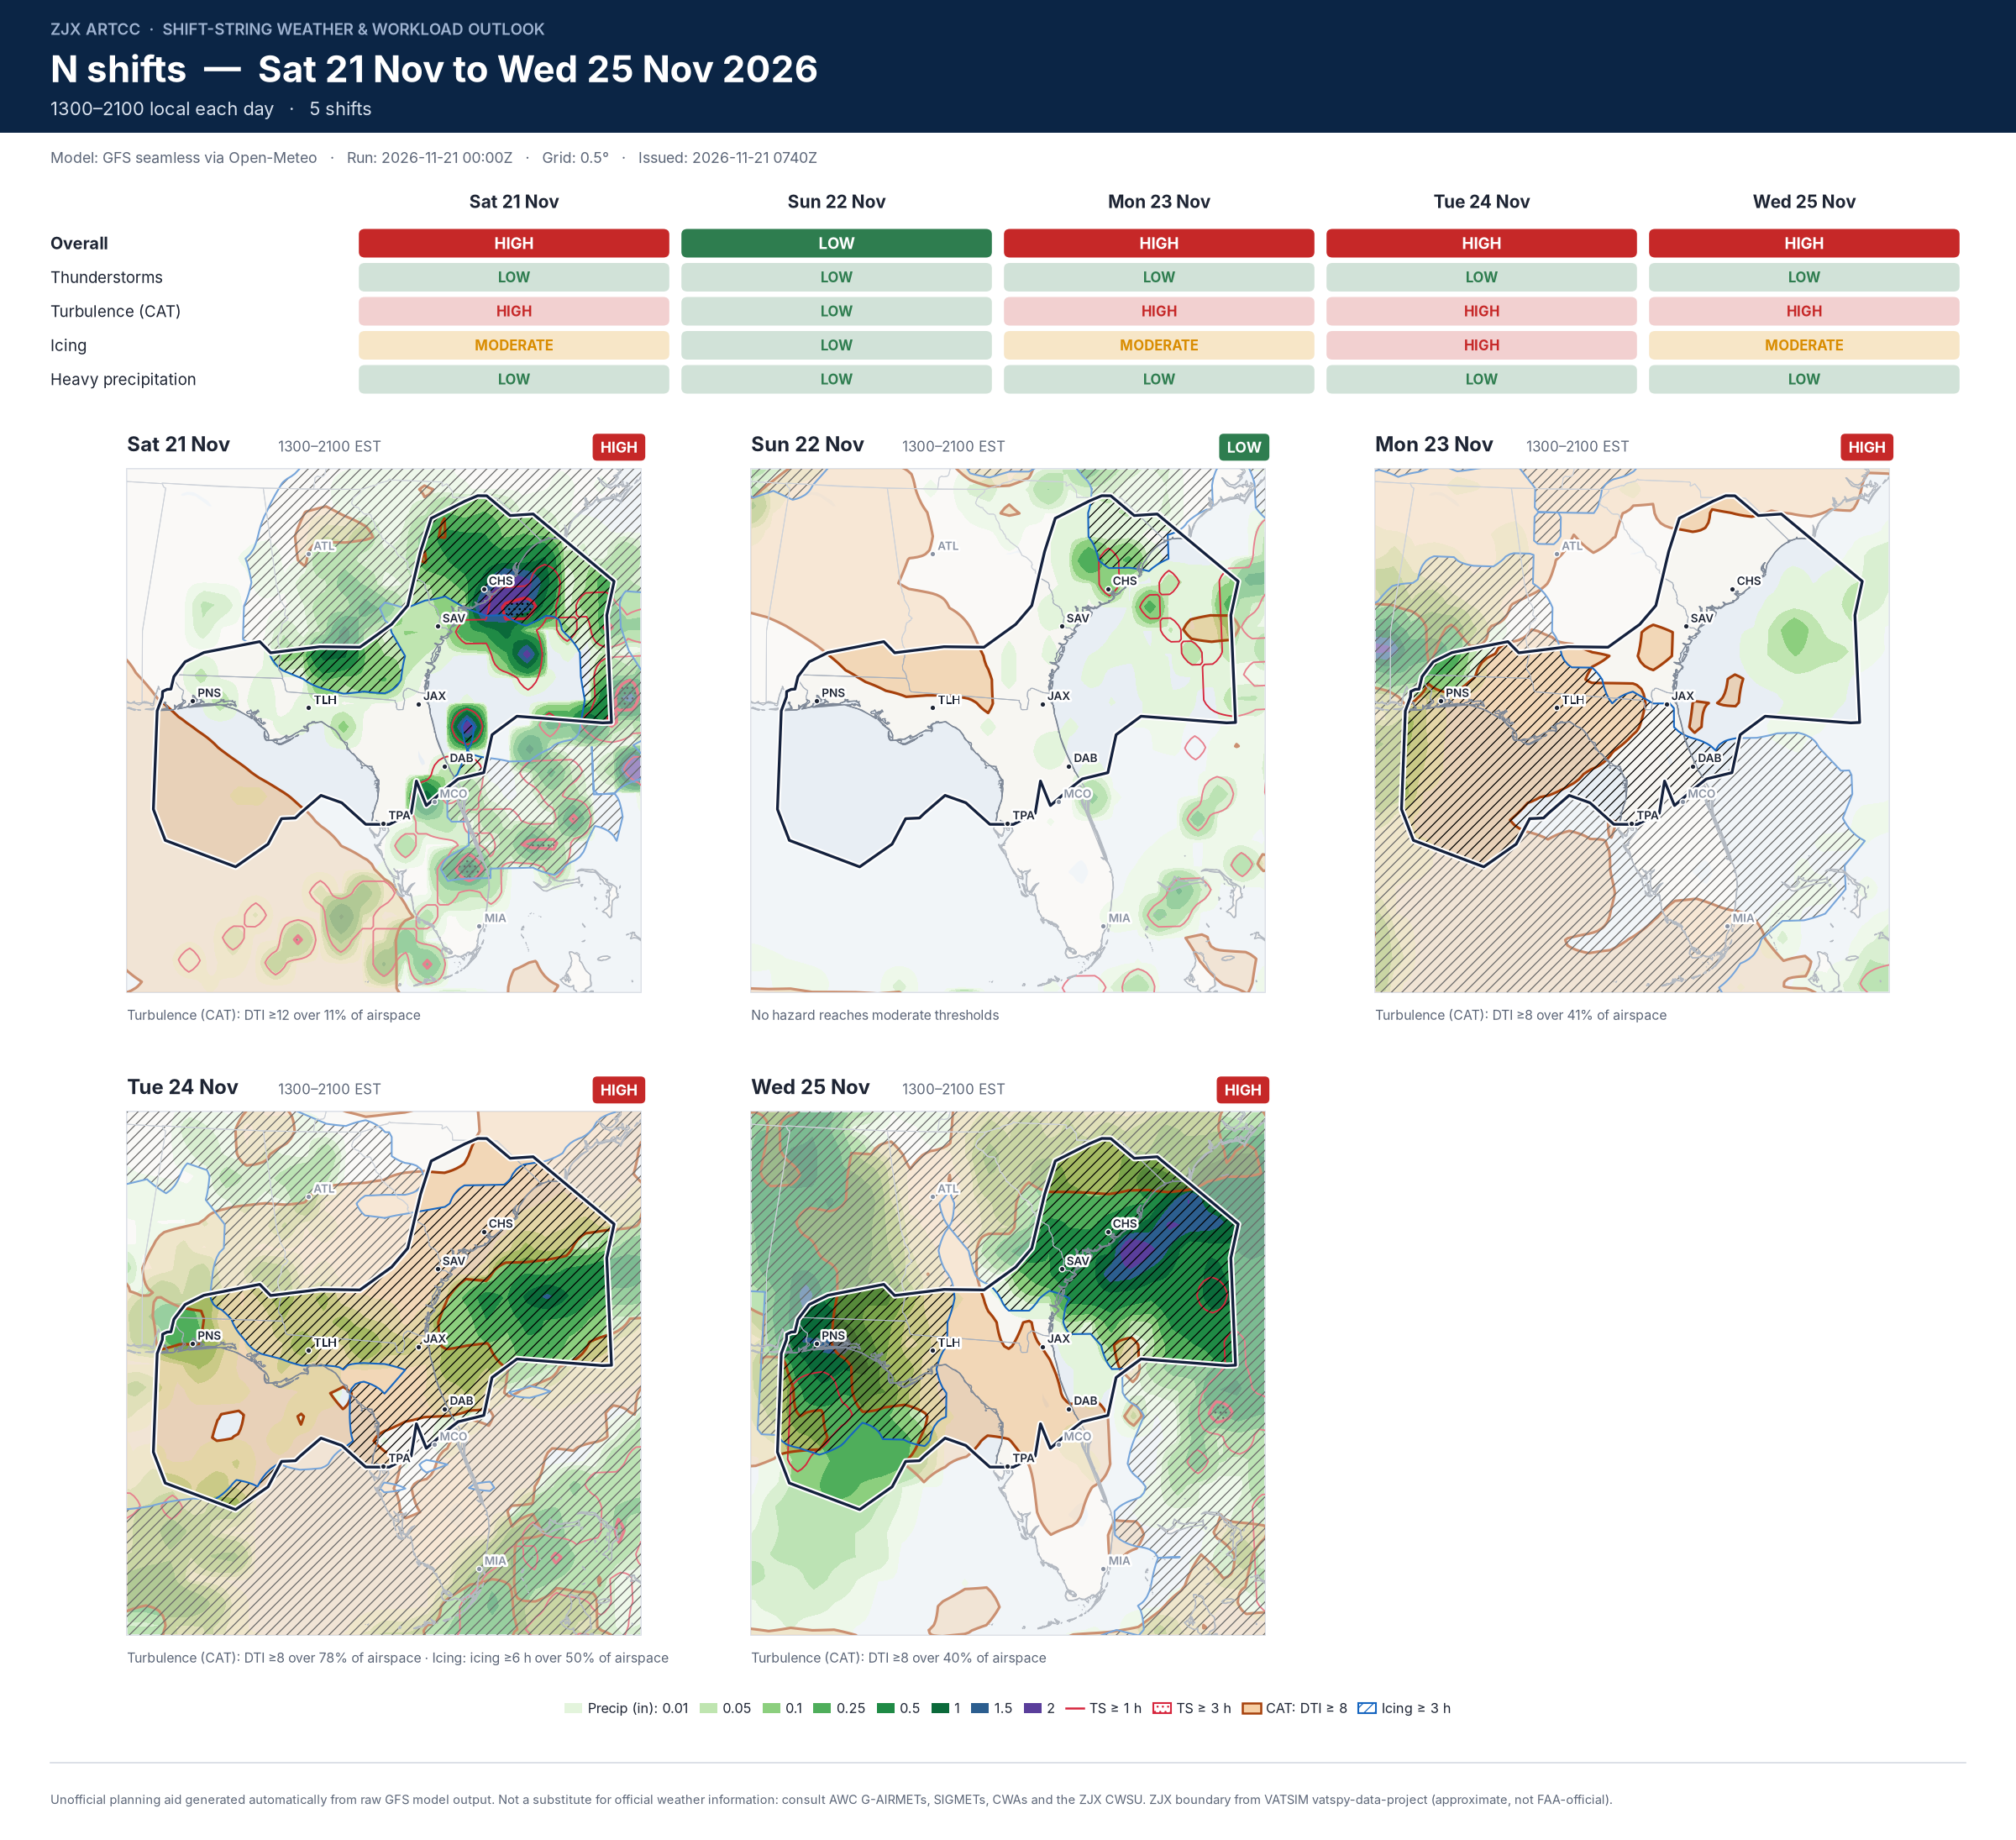 ZJX ARTCC · SHIFT-STRING WEATHER & WORKLOAD OUTLOOK
N shifts — Sat 21 Nov to Wed 25 Nov 2026
1300–2100 local each day · 5 shifts
Model: GFS seamless via Open-Meteo · Run: 2026-11-21 00:00Z · Grid: 0.5° · Issued: 2026-11-21 0740Z
Sat 21 Nov Sun 22 Nov Mon 23 Nov Tue 24 Nov Wed 25 Nov
Overall HIGH LOW HIGH HIGH HIGH
Thunderstorms LOW LOW LOW LOW LOW
Turbulence (CAT) HIGH LOW HIGH HIGH HIGH
Icing MODERATE LOW MODERATE HIGH MODERATE
Heavy precipitation LOW LOW LOW LOW LOW
Sat 21 Nov 1300–2100 EST HIGH
ATL
CHS
SAV
PNS
TLH
JAX
DAB
MCO
TPA
MIA
Turbulence (CAT): DTI ≥12 over 11% of airspace
Sun 22 Nov 1300–2100 EST LOW
ATL
CHS
SAV
PNS
TLH
JAX
DAB
MCO
TPA
MIA
No hazard reaches moderate thresholds
Mon 23 Nov 1300–2100 EST HIGH
ATL
CHS
SAV
PNS
TLH
JAX
DAB
MCO
TPA
MIA
Turbulence (CAT): DTI ≥8 over 41% of airspace
Tue 24 Nov 1300–2100 EST HIGH
ATL
CHS
SAV
PNS
TLH
JAX
DAB
MCO
TPA
MIA
Turbulence (CAT): DTI ≥8 over 78% of airspace · Icing: icing ≥6 h over 50% of airspace
Wed 25 Nov 1300–2100 EST HIGH
ATL
CHS
SAV
PNS
TLH
JAX
DAB
MCO
TPA
MIA
Turbulence (CAT): DTI ≥8 over 40% of airspace
Precip (in): 0.01 0.05 0.1 0.25 0.5 1 1.5 2 TS ≥ 1 h TS ≥ 3 h CAT: DTI ≥ 8 Icing ≥ 3 h
Unofficial planning aid generated automatically from raw GFS model output. Not a substitute for official weather information: consult AWC G-AIRMETs, SIGMETs, CWAs and the ZJX CWSU. ZJX boundary from VATSIM vatspy-data-project (approximate, not FAA-official).